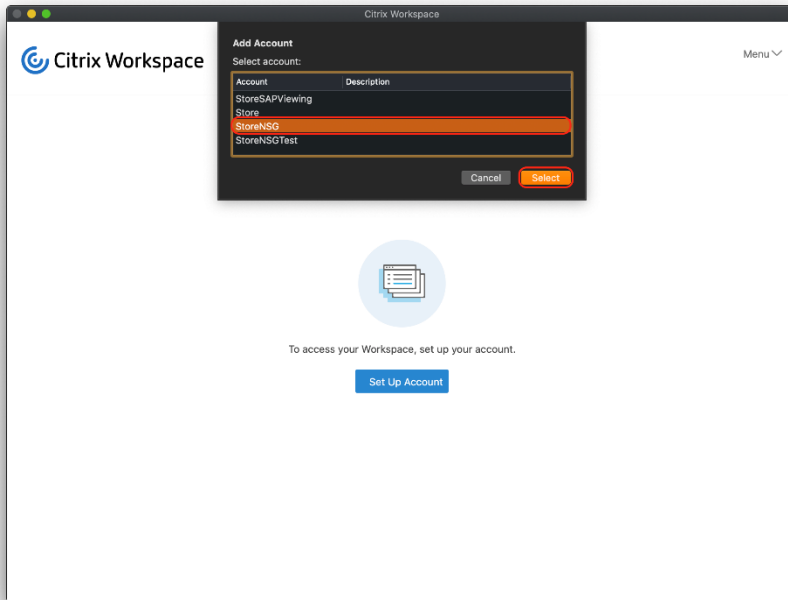 Citrix Workspace
Citrix Workspace
Menu
Add Account
Select account:
Account Description
StoreSAPViewing
Store
StoreNSG
StoreNSGTest
Cancel Select
To access your Workspace, set up your account.
Set Up Account